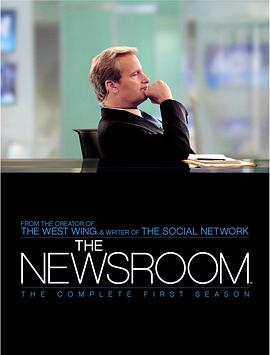 FROM THE CREATOR OF
THE WEST WING & WRITER OF THE SOCIAL NETWORK
THE
NEWSROOM
THE COMPLETE FIRST SEASON